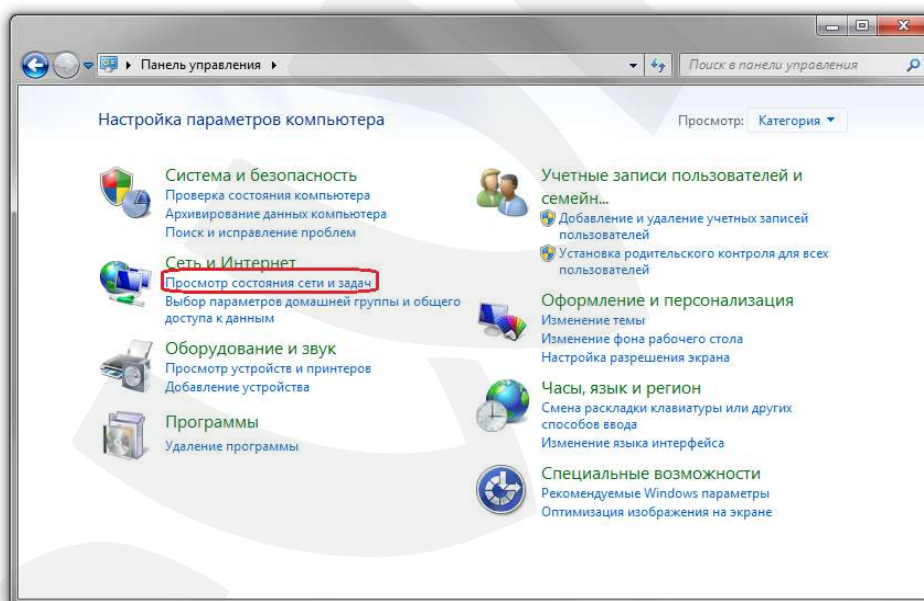 Панель управления
Поиск в панели управления
Настройка параметров компьютера
Просмотр: Категория
Система и безопасность
Проверка состояния компьютера
Архивирование данных компьютера
Поиск и исправление проблем
Сеть и Интернет
Просмотр состояния сети и задач
Выбор параметров домашней группы и общего
доступа к данным
Оборудование и звук
Просмотр устройств и принтеров
Добавление устройства
Программы
Удаление программы
Учетные записи пользователей и
семейн...
Добавление и удаление учетных записей
пользователей
Установка родительского контроля для всех
пользователей
Оформление и персонализация
Изменение темы
Изменение фона рабочего стола
Настройка разрешения экрана
Часы, язык и регион
Смена раскладки клавиатуры или других
способов ввода
Изменение языка интерфейса
Специальные возможности
Рекомендуемые Windows параметры
Оптимизация изображения на экране